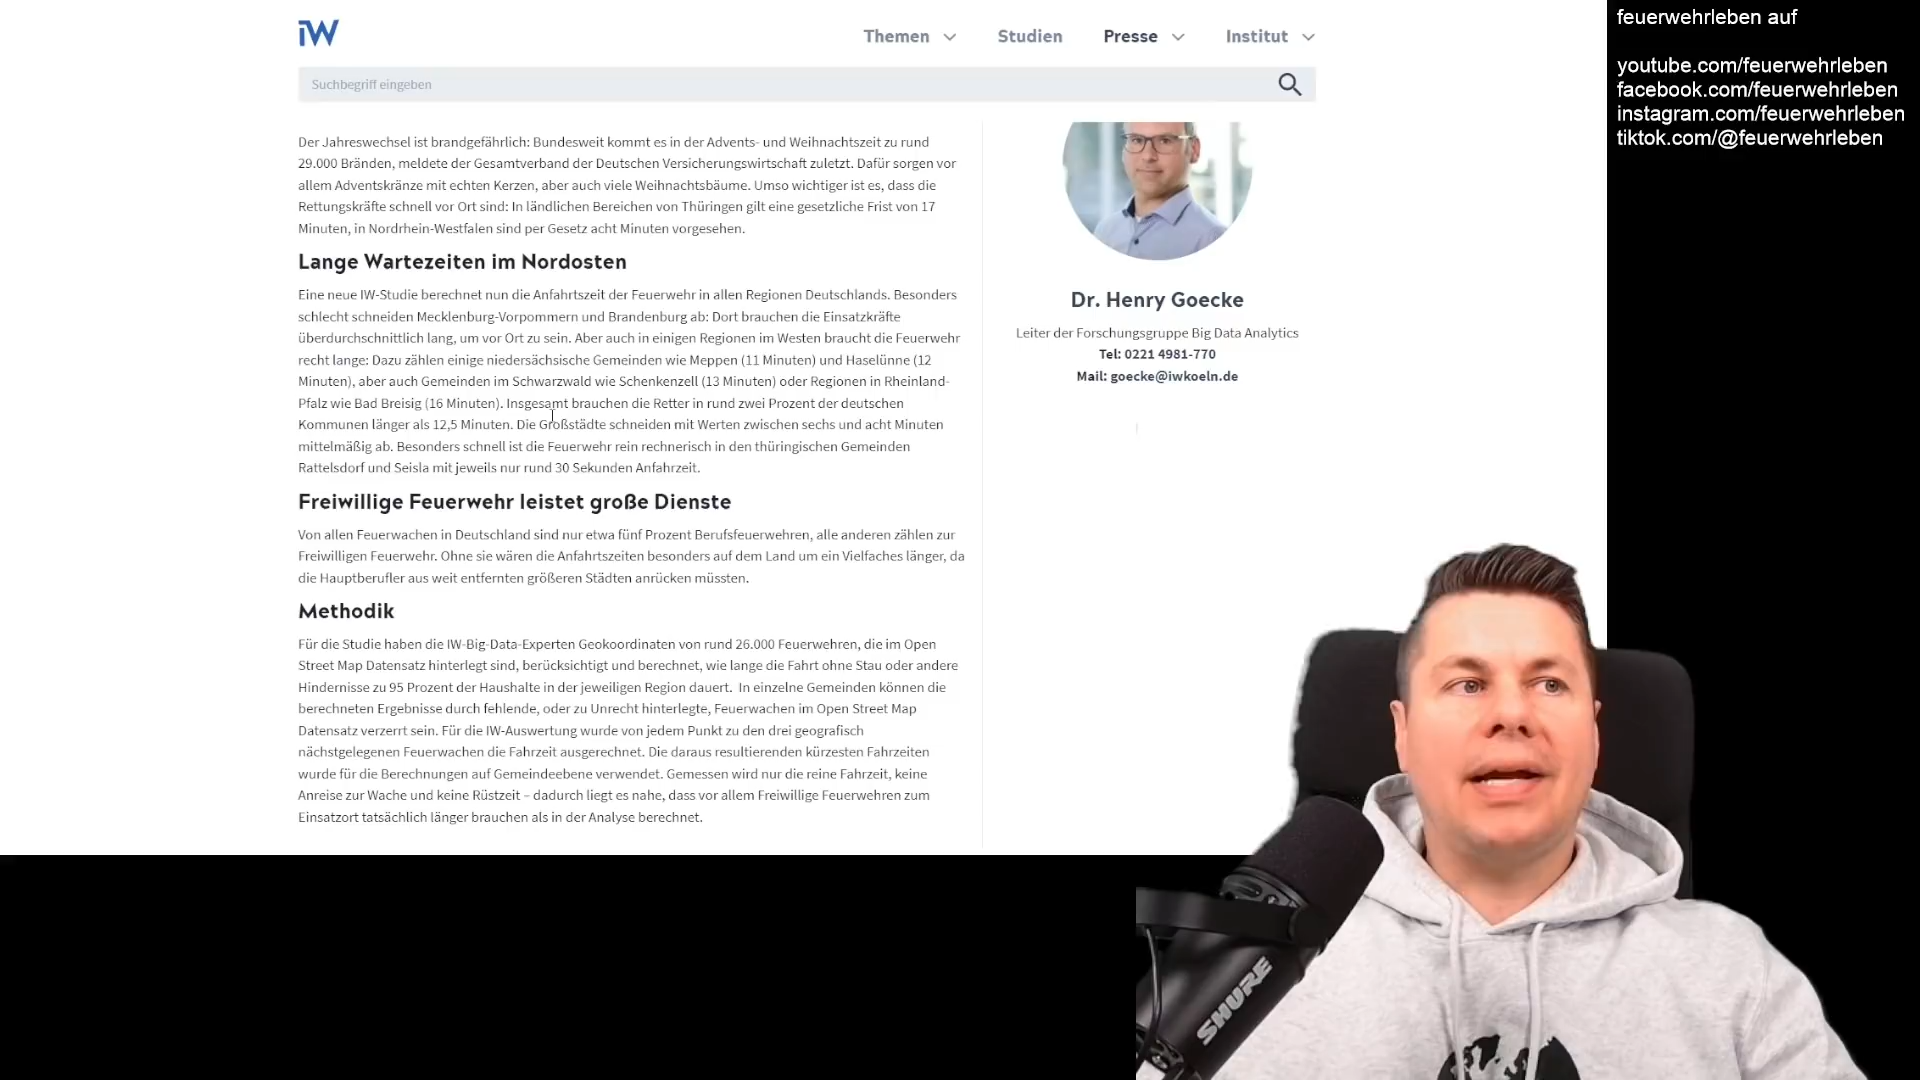 iW
Themen
Studien
Presse
Institut
Suchbegriff eingeben
Der Jahreswechsel ist brandgefährlich: Bundesweit kommt es in der Advents- und Weihnachtszeit zu rund
29.000 Bränden, meldete der Gesamtverband der Deutschen Versicherungswirtschaft zuletzt. Dafür sorgen vor
allem Adventskränze mit echten Kerzen, aber auch viele Weihnachtsbäume. Umso wichtiger ist es, dass die
Rettungskräfte schnell vor Ort sind: In ländlichen Bereichen von Thüringen gilt eine gesetzliche Frist von 17
Minuten, in Nordrhein-Westfalen sind per Gesetz acht Minuten vorgesehen.
Lange Wartezeiten im Nordosten
Eine neue IW-Studie berechnet nun die Anfahrtszeit der Feuerwehr in allen Regionen Deutschlands. Besonders
schlecht schneiden Mecklenburg-Vorpommern und Brandenburg ab: Dort brauchen die Einsatzkräfte
überdurchschnittlich lang, um vor Ort zu sein. Aber auch in einigen Regionen im Westen braucht die Feuerwehr
recht lange: Dazu zählen einige niedersächsische Gemeinden wie Meppen (11 Minuten) und Haselünne (12
Minuten), aber auch Gemeinden im Schwarzwald wie Schenkenzell (13 Minuten) oder Regionen in Rheinland-
Pfalz wie Bad Breisig (16 Minuten). Insgesamt brauchen die Retter in rund zwei Prozent der deutschen
Kommunen länger als 12,5 Minuten. Die Großstädte schneiden mit Werten zwischen sechs und acht Minuten
mittelmäßig ab. Besonders schnell ist die Feuerwehr rein rechnerisch in den thüringischen Gemeinden
Rattelsdorf und Seisla mit jeweils nur rund 30 Sekunden Anfahrzeit.
Freiwillige Feuerwehr leistet große Dienste
Von allen Feuerwachen in Deutschland sind nur etwa fünf Prozent Berufsfeuerwehren, alle anderen zählen zur
Freiwilligen Feuerwehr. Ohne sie wären die Anfahrtszeiten besonders auf dem Land um ein Vielfaches länger, da
die Hauptberufler aus weit entfernten größeren Städten anrücken müssten.
Methodik
Für die Studie haben die IW-Big-Data-Experten Geokoordinaten von rund 26.000 Feuerwehren, die im Open
Street Map Datensatz hinterlegt sind, berücksichtigt und berechnet, wie lange die Fahrt ohne Stau oder andere
Hindernisse zu 95 Prozent der Haushalte in der jeweiligen Region dauert. In einzelne Gemeinden können die
berechneten Ergebnisse durch fehlende, oder zu Unrecht hinterlegte, Feuerwachen im Open Street Map
Datensatz verzerrt sein. Für die IW-Auswertung wurde von jedem Punkt zu den drei geografisch
nächstgelegenen Feuerwachen die Fahrzeit ausgerechnet. Die daraus resultierenden kürzesten Fahrzeiten
wurde für die Berechnungen auf Gemeindeebene verwendet. Gemessen wird nur die reine Fahrzeit, keine
Anreise zur Wache und keine Rüstzeit – dadurch liegt es nahe, dass vor allem Freiwillige Feuerwehren zum
Einsatzort tatsächlich länger brauchen als in der Analyse berechnet.
Dr. Henry Goecke
Leiter der Forschungsgruppe Big Data Analytics
Tel: 0221 4981-770
Mail: goecke@iwkoeln.de
feuerwehrleben auf
youtube.com/feuerwehrleben
facebook.com/feuerwehrleben
instagram.com/feuerwehrleben
tiktok.com/@feuerwehrleben
SHURE